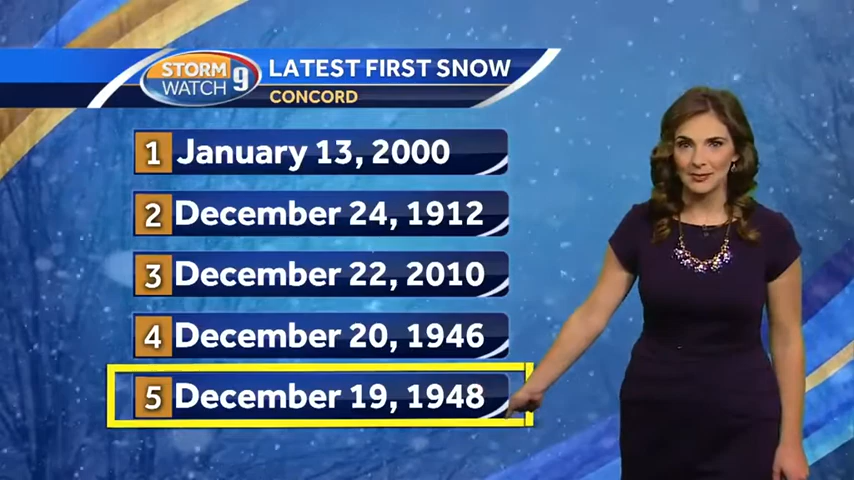 STORM
WATCH 9
LATEST FIRST SNOW
CONCORD
1 January 13, 2000
2 December 24, 1912
3 December 22, 2010
4 December 20, 1946
5 December 19, 1948